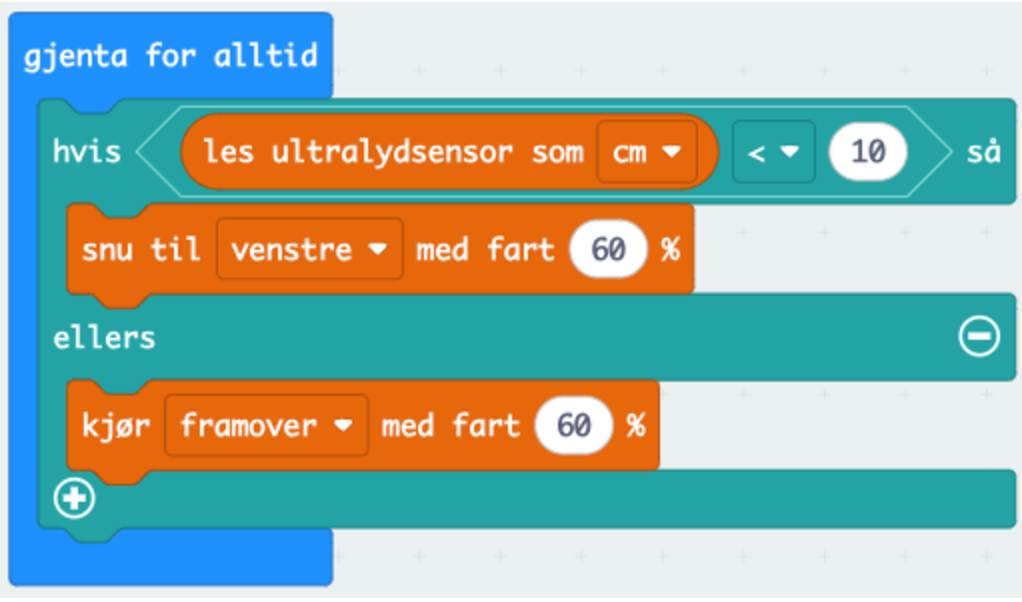 gjenta for alltid
hvis les ultralydsensor som cm < 10 så
snu til venstre med fart 60 %
ellers
kjør framover med fart 60 %